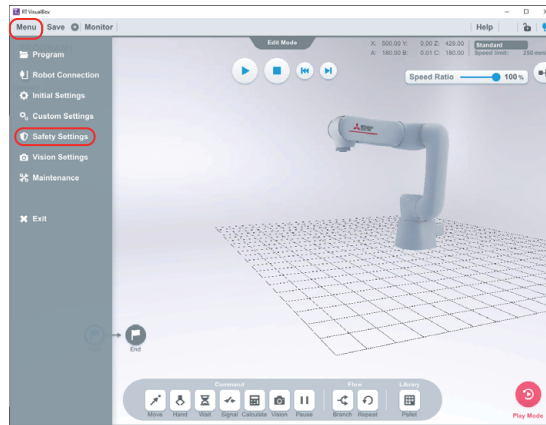 RT VisualBox
Menu Save Monitor Help
Edit Mode
X: 500.00 Y: 0.00 Z: 429.00
A: 180.00 B: 0.01 C: 180.00
Standard
Speed limit: 250 mm
Program
Robot Connection
Initial Settings
Custom Settings
Safety Settings
Vision Settings
Maintenance
Exit
Speed Ratio 100 %
End
Command Flow Library
Move Hand Wait Signal Calculate Vision Pause Branch Repeat Pallet
Play Mode